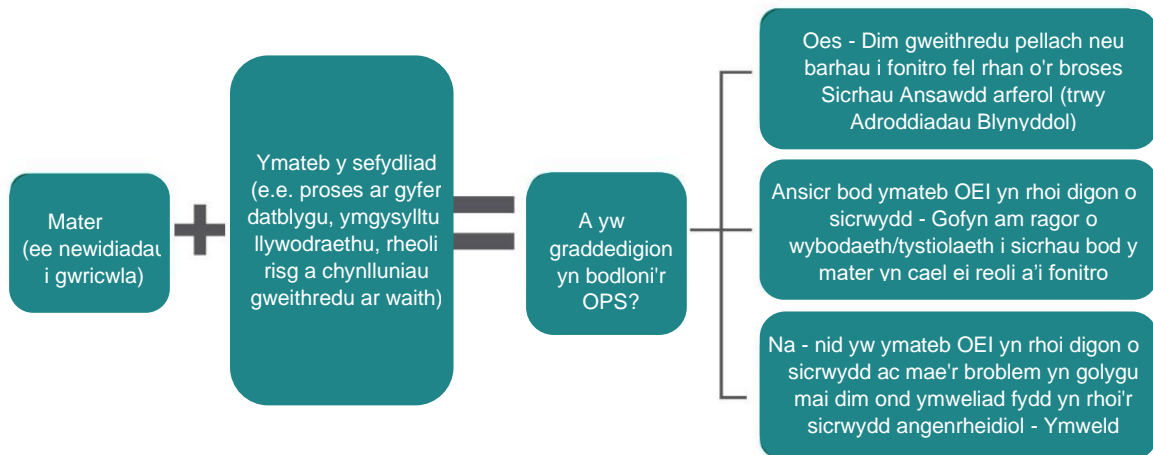 Mater
(ee newidiadau
i gwricwla)
Ymateb y sefydliad
(e.e. proses ar gyfer
datblygu, ymgysylltu
llywodraethu, rheoli
risg a chynlluniau
gweithredu ar waith)
A yw
graddedigion
yn bodloni'r
OPS?
Oes - Dim gweithredu pellach neu
barhau i fonitro fel rhan o'r broses
Sicrhau Ansawdd arferol (trwy
Adroddiadau Blynyddol)
Ansicr bod ymateb OEI yn rhoi digon o
sicrwydd - Gofyn am ragor o
wybodaeth/tystiolaeth i sicrhau bod y
mater yn cael ei reoli a'i fonitro
Na - nid yw ymateb OEI yn rhoi digon o
sicrwydd ac mae'r broblem yn golygu
mai dim ond ymweliad fydd yn rhoi'r
sicrwydd angenrheidiol - Ymweld